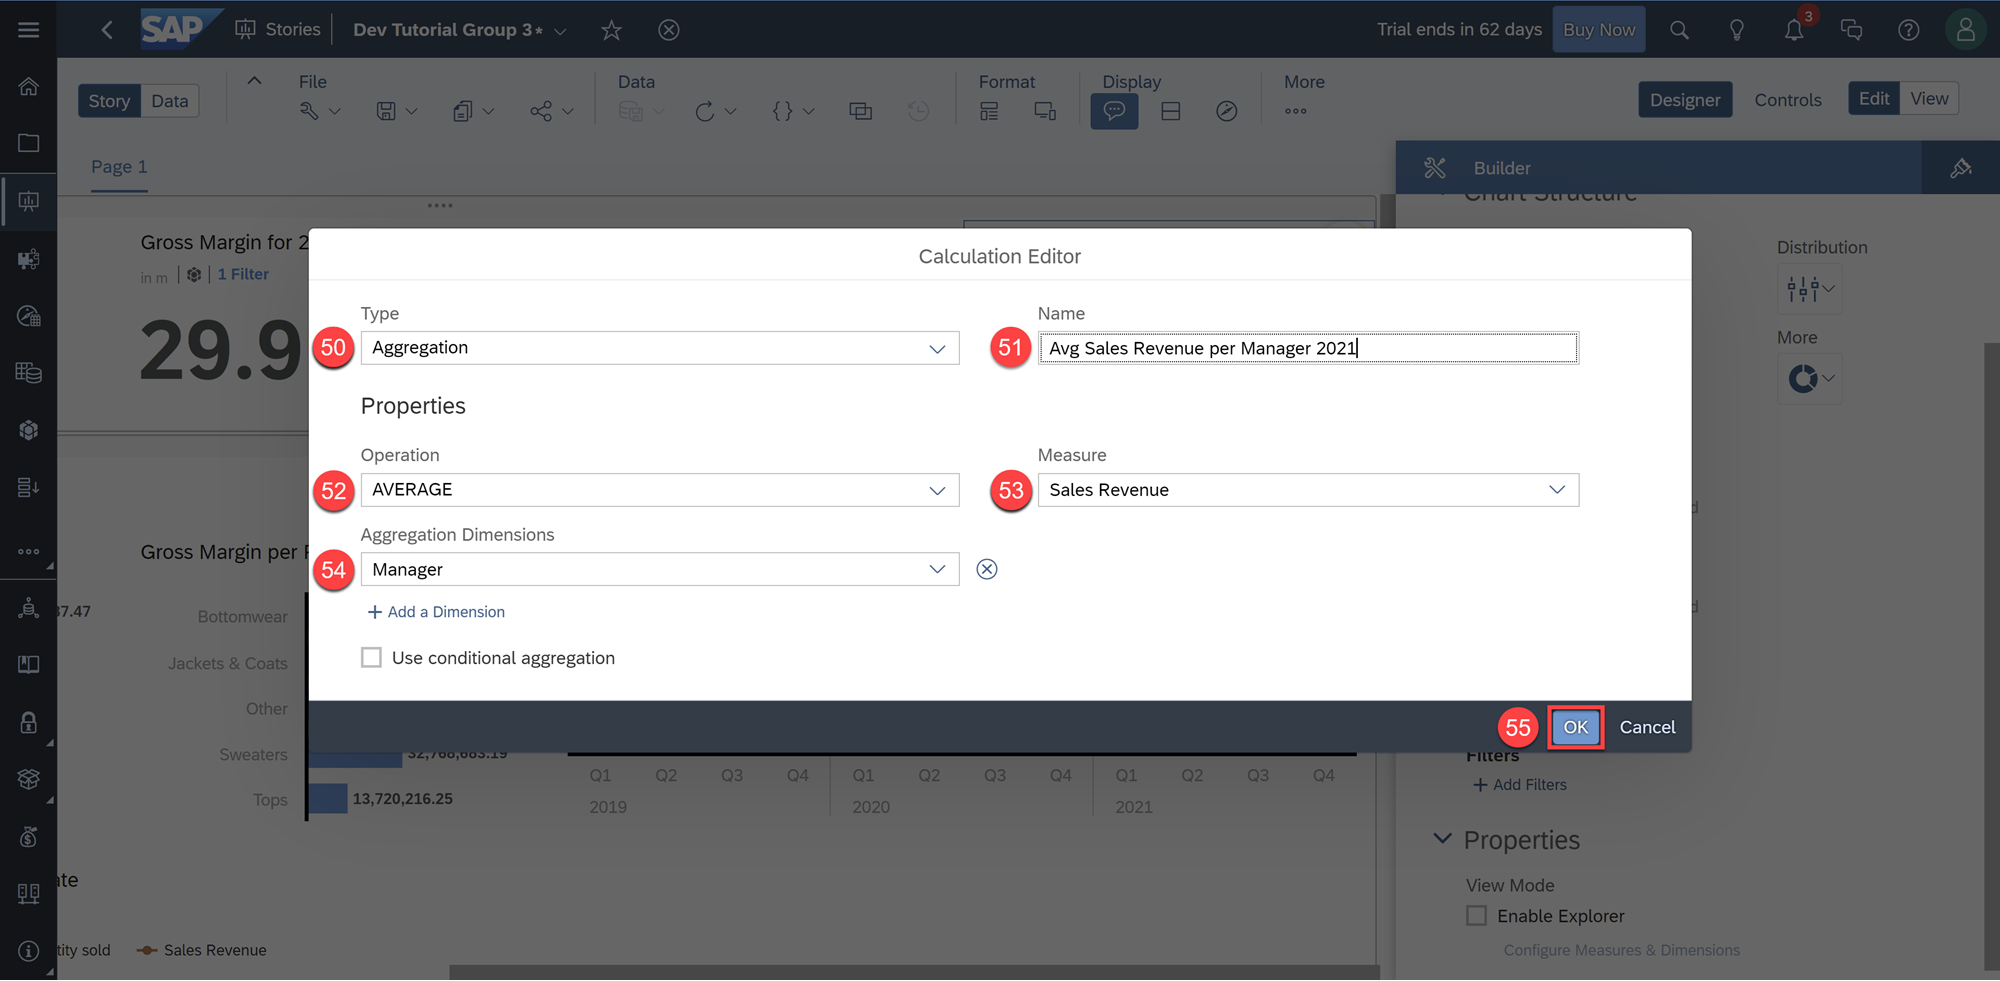 SAP Stories Dev Tutorial Group 3* Trial ends in 62 days Buy Now 3
File Data Format Display More
Story Data Designer Controls Edit View
Page 1
Builder
Chart Structure
Gross Margin for 2
in m 1 Filter
29.9
Distribution
More
Calculation Editor
Type
50 Aggregation
Name
51 Avg Sales Revenue per Manager 2021
Properties
Operation
52 AVERAGE
Measure
53 Sales Revenue
Aggregation Dimensions
54 Manager
+ Add a Dimension
Use conditional aggregation
55 OK Cancel
Gross Margin per
37.47
Bottomwear
Jackets & Coats
Other
Sweaters 32,768,683.19
Tops 13,720,216.25
Q1 Q2 Q3 Q4 Q1 Q2 Q3 Q4 Q1 Q2 Q3 Q4
2019 2020 2021
ate
tity sold Sales Revenue
Filters
+ Add Filters
Properties
View Mode
Enable Explorer
Configure Measures & Dimensions